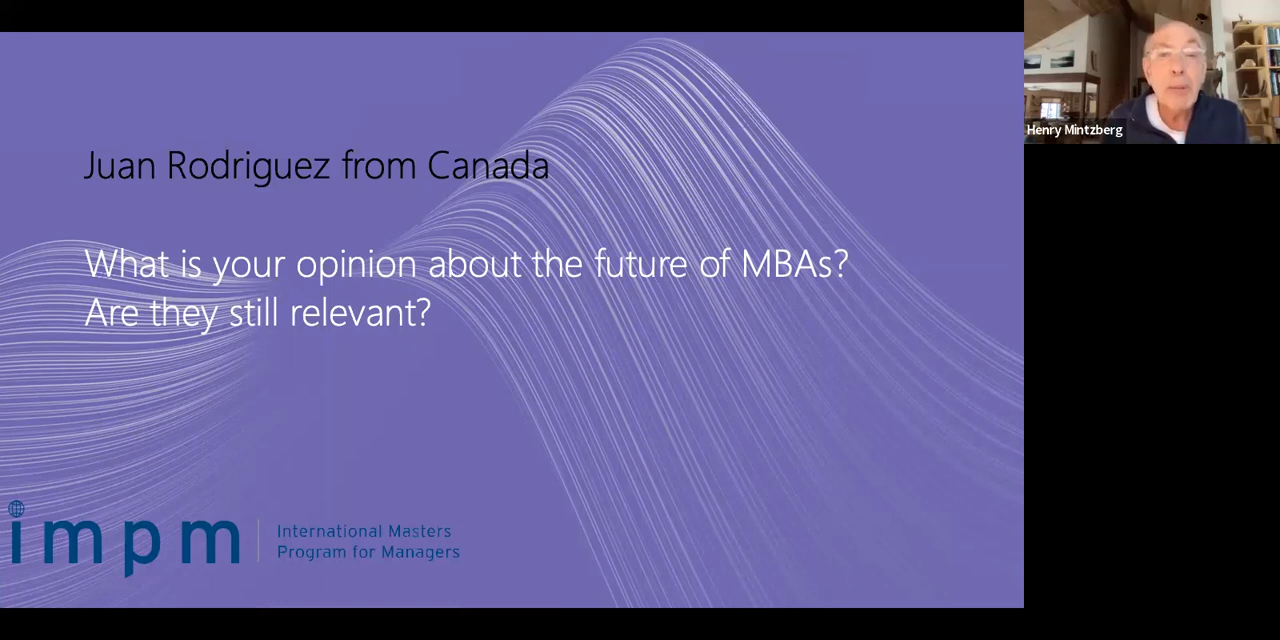 Henry Mintzberg
Juan Rodriguez from Canada
What is your opinion about the future of MBAs?
Are they still relevant?
impm
International Masters
Program for Managers